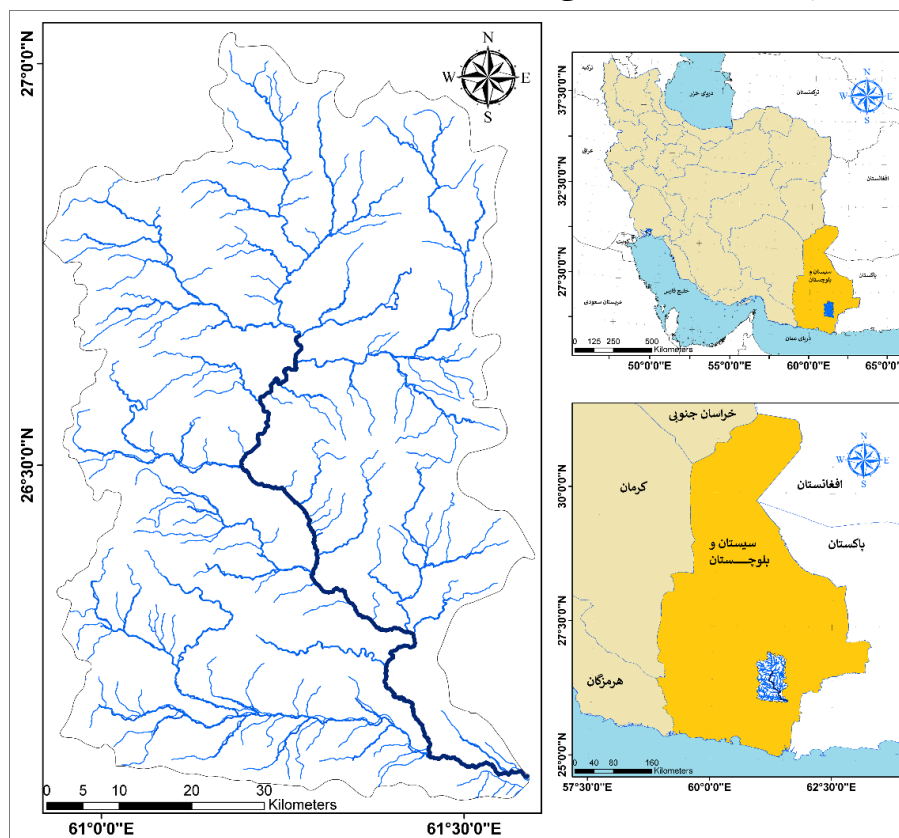 27°0'0"N
26°30'0"N
N
W
E
S
0
5
10
20
30
Kilometers
61°0'0"E
61°30'0"E
37°30'0"N
32°30'0"N
27°30'0"N
ترکیه
دریای خزر
ترکمنستان
N
W
E
S
عراق
افغانستان
کویت
سیستان و
بلوچستان
پاکستان
خلیج فارس
عربستان سعودی
دریای عمان
0
125
250
500
Kilometers
50°0'0"E
55°0'0"E
60°0'0"E
65°0'0"
30°0'0"N
27°30'0"N
25°0'0"N
خراسان جنوبی
N
W
E
S
کرمان
افغانستان
سیستان و
بلوچـــــستان
پاکستان
هرمزگان
0
40
80
160
Kilometers
57°30'0"E
60°0'0"E
62°30'0"E